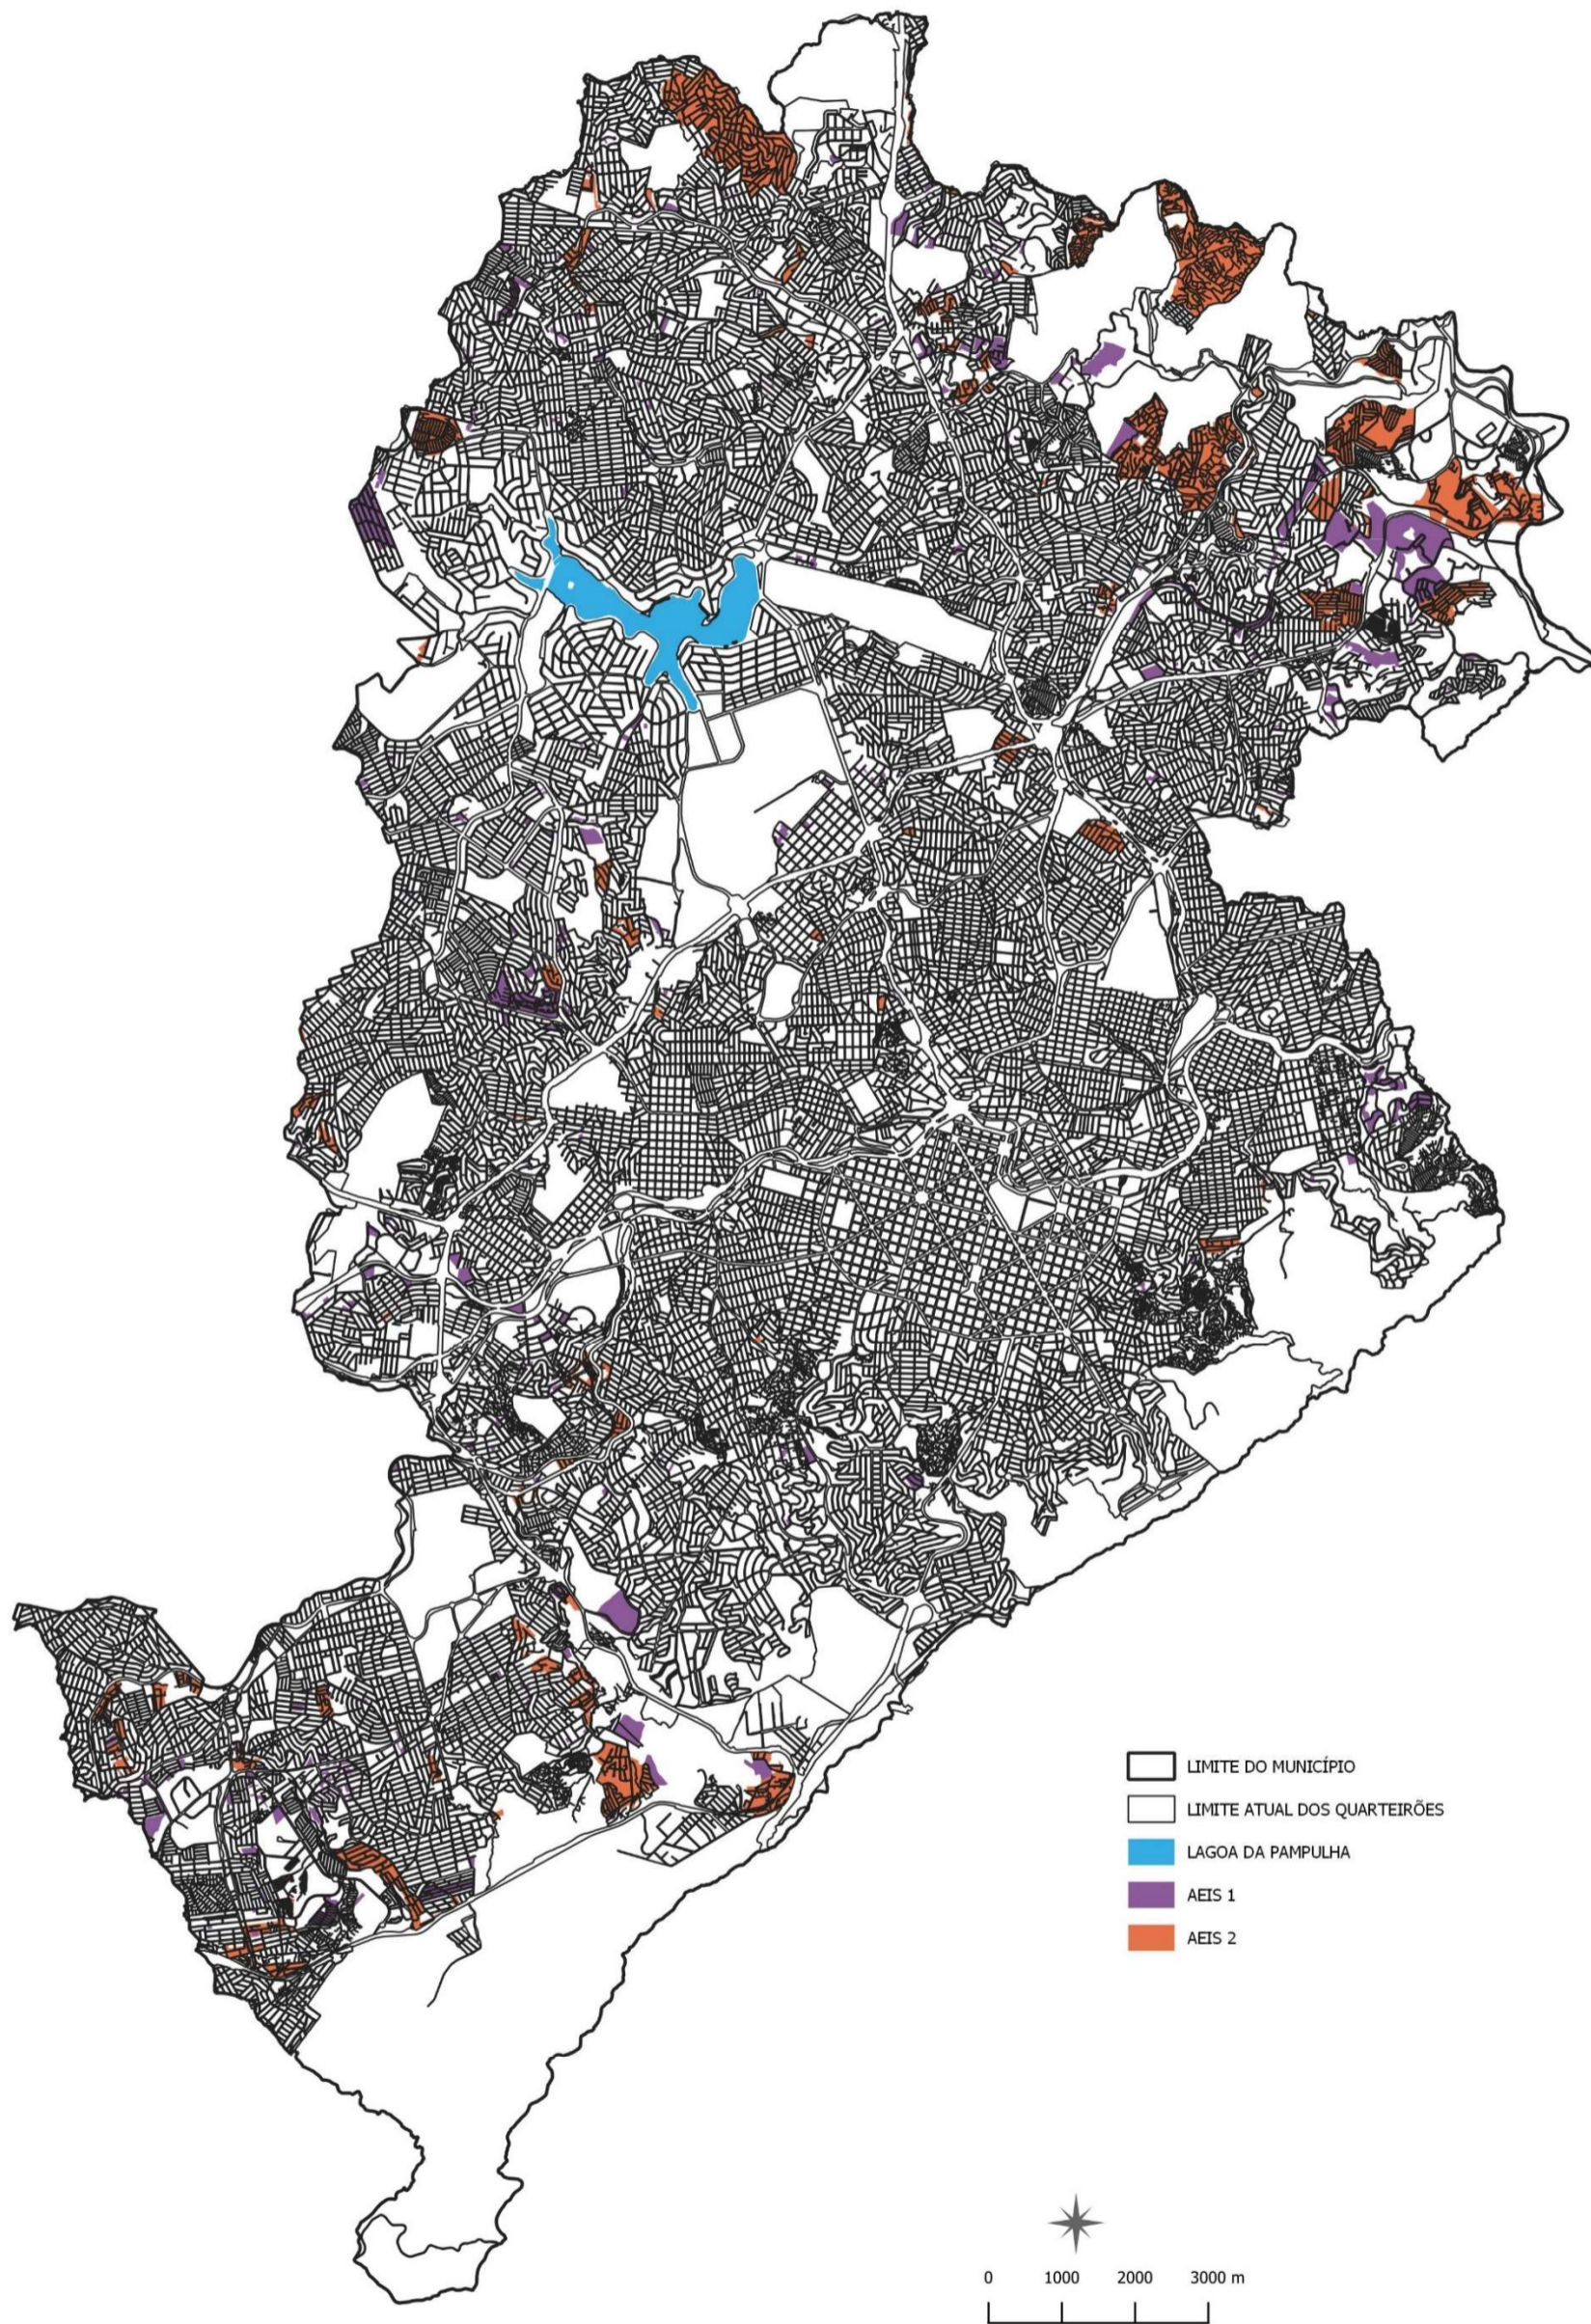 LIMITE DO MUNICÍPIO
LIMITE ATUAL DOS QUARTEIRÕES
LAGOA DA PAMPULHA
AEIS 1
AEIS 2
0 1000 2000 3000 m